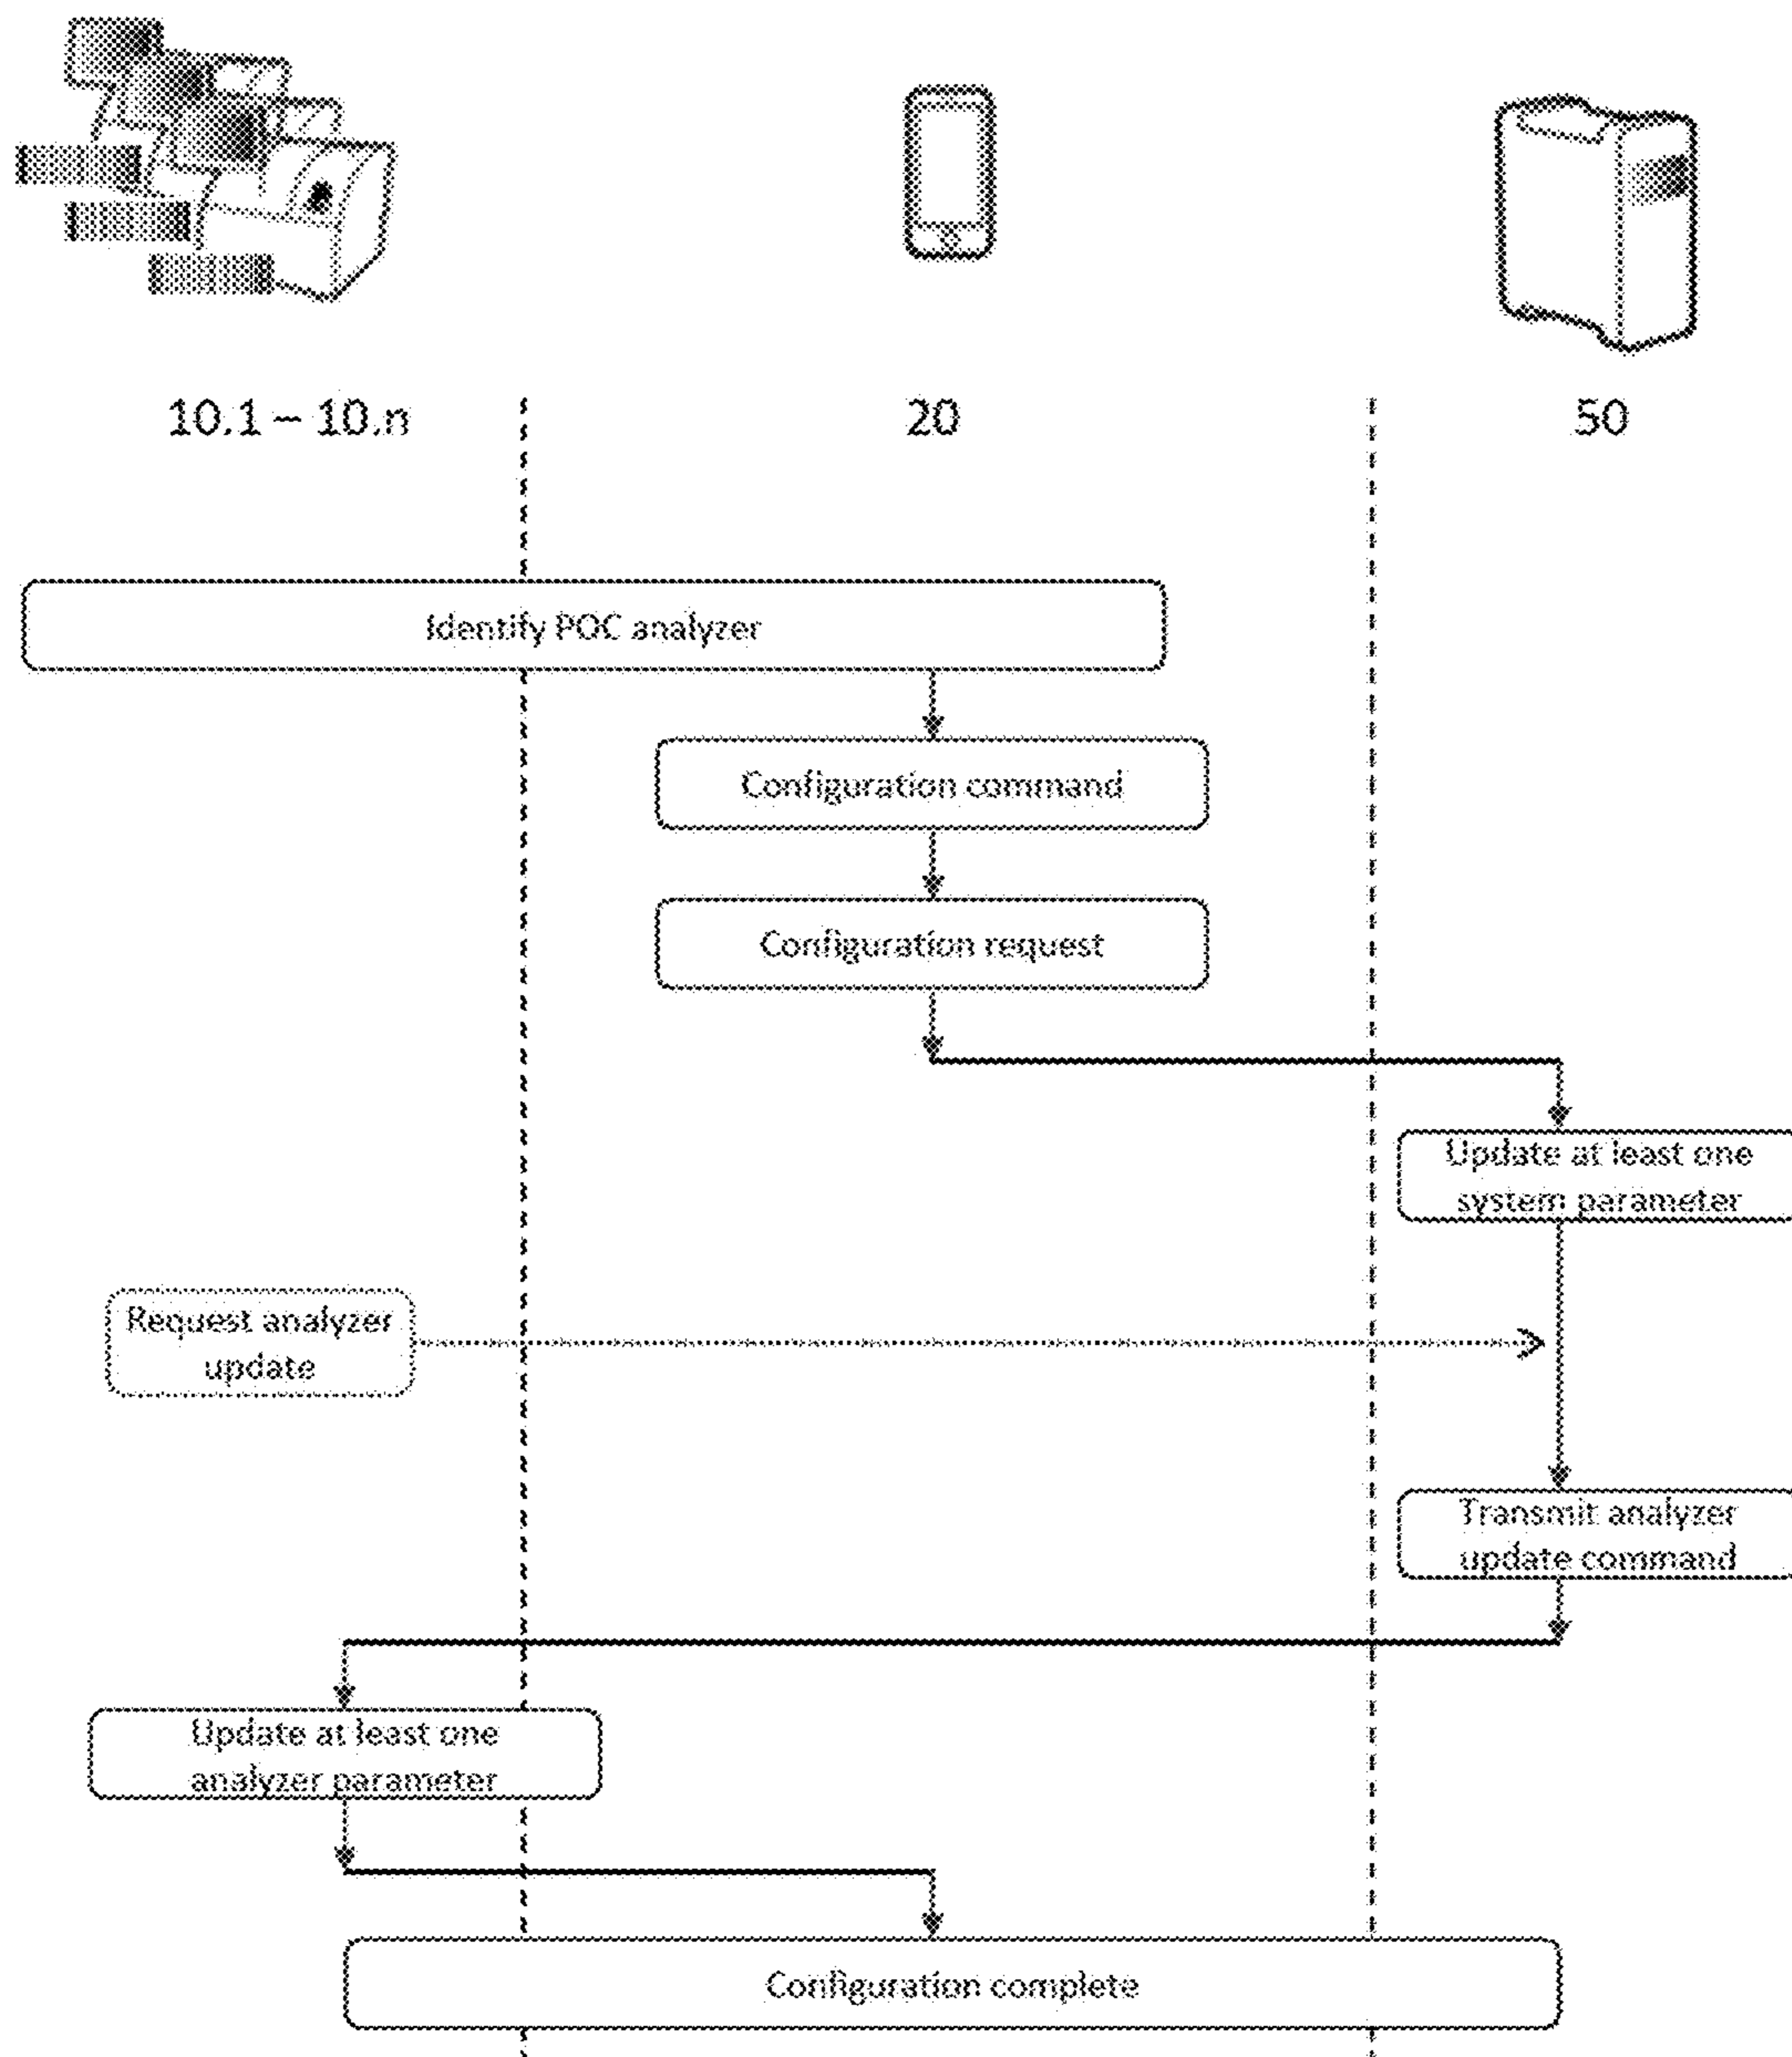 10.1 – 10.n
20
50
Identify POC analyzer
Configuration command
Configuration request
Update at least one
system parameter
Request analyzer
update
Transmit analyzer
update command
Update at least one
analyzer parameter
Configuration complete